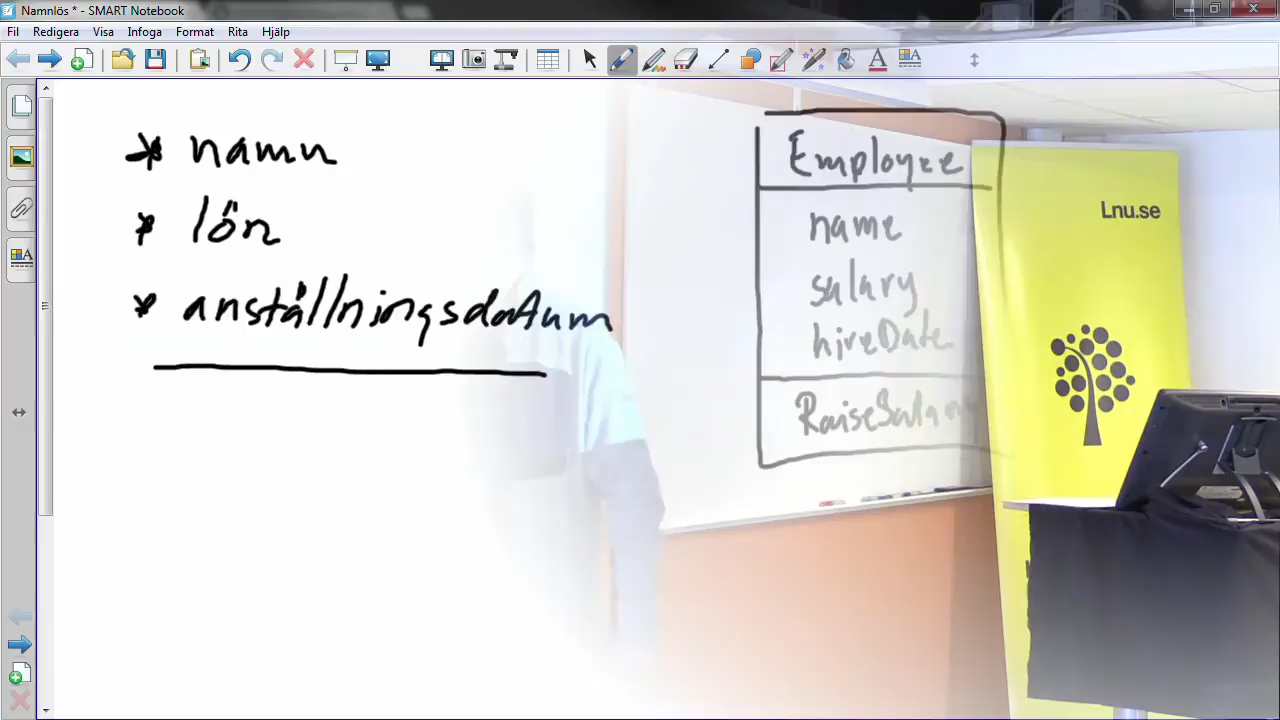 Namnlös * - SMART Notebook
Fil Redigera Visa Infoga Format Rita Hjälp
* namn
* lön
* anställningsdatum
Employee
name
salary
hireDate
RaiseSalary
Lnu.se